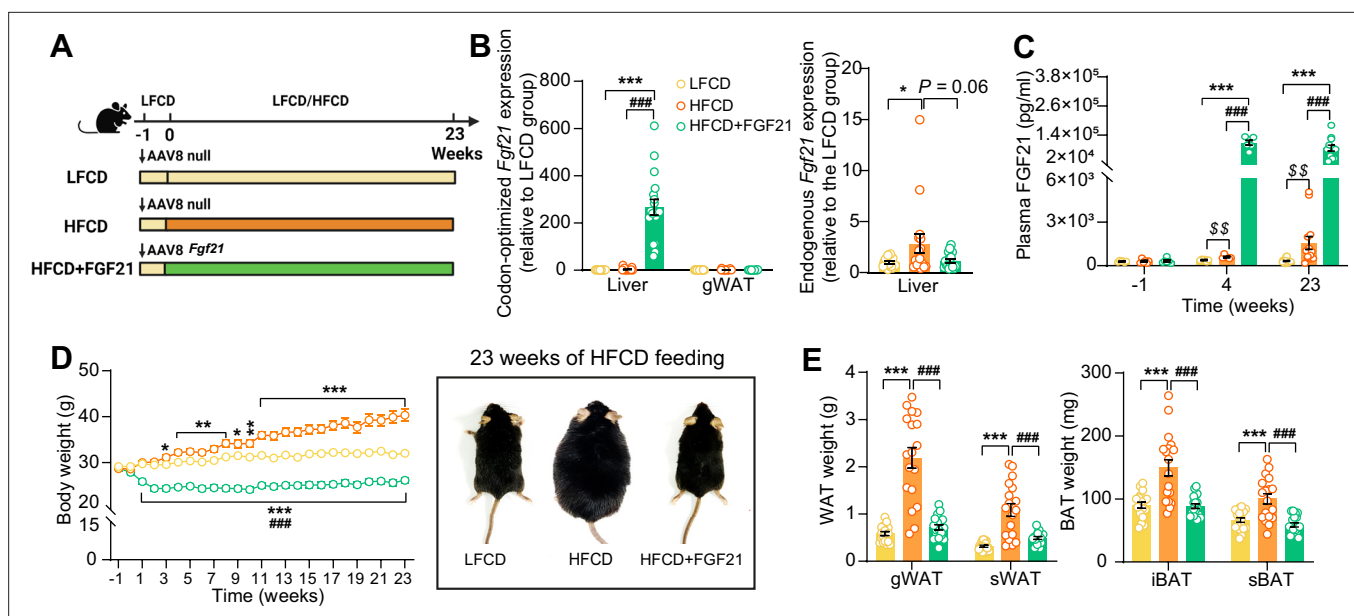 A
LFCD
LFCD/HFCD
-1
0
23
Weeks
AAV8 null
LFCD
AAV8 null
HFCD
AAV8 Fgf21
HFCD+FGF21
B
Codon-optimized Fgf21 expression
(relative to LFCD group)
800
600
400
200
0
***
###
Liver
gWAT
LFCD
HFCD
HFCD+FGF21
Endogenous Fgf21 expression
(relative the LFCD group)
25
20
15
10
5
0
*
P = 0.06
Liver
C
Plasma FGF21 (pg/ml)
3.8×10⁵
2.6×10⁵
1.4×10⁵
2×10⁴
6×10³
3×10³
0
***
###
$$
***
###
$$
-1
4
23
Time (weeks)
D
Body weight (g)
50
40
30
20
15
0
*
**
*
**
***
***
###
-1
1
3
5
7
9
11
13
15
17
19
21
23
Time (weeks)
23 weeks of HFCD feeding
LFCD
HFCD
HFCD+FGF21
E
WAT weight (g)
4
3
2
1
0
***
###
***
###
gWAT
sWAT
BAT weight (mg)
300
200
100
0
***
###
***
###
iBAT
sBAT